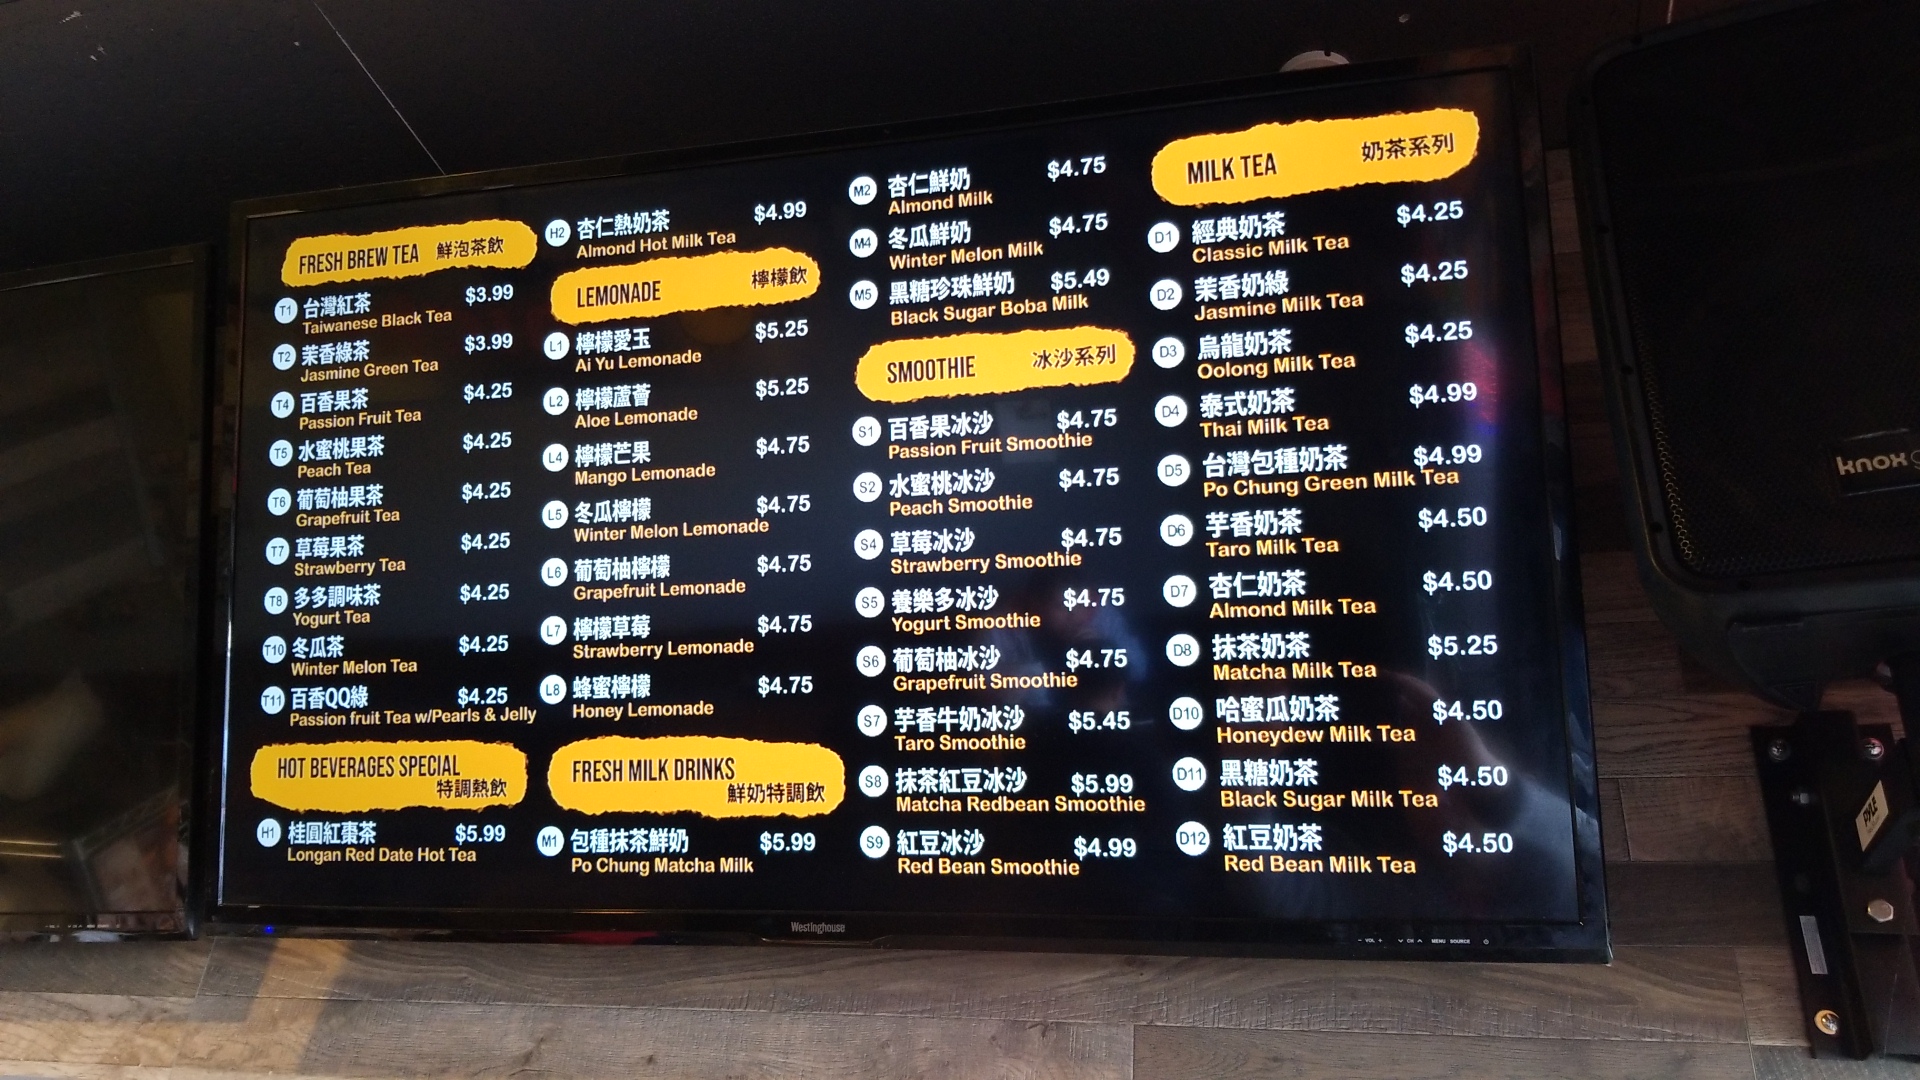 FRESH BREW TEA 鮮泡茶飲
T1 台灣紅茶 $3.99
Taiwanese Black Tea
T2 茉香綠茶 $3.99
Jasmine Green Tea
T4 百香果茶 $4.25
Passion Fruit Tea
T5 水蜜桃果茶 $4.25
Peach Tea
T6 葡萄柚果茶 $4.25
Grapefruit Tea
T7 草莓果茶 $4.25
Strawberry Tea
T8 多多調味茶 $4.25
Yogurt Tea
T10 冬瓜茶 $4.25
Winter Melon Tea
T11 百香QQ綠 $4.25
Passion fruit Tea w/Pearls & Jelly
HOT BEVERAGES SPECIAL
特調熱飲
H1 桂圓紅棗茶 $5.99
Longan Red Date Hot Tea
H2 杏仁熱奶茶 $4.99
Almond Hot Milk Tea
LEMONADE 檸檬飲
L1 檸檬愛玉 $5.25
Ai Yu Lemonade
L2 檸檬蘆薈 $5.25
Aloe Lemonade
L4 檸檬芒果 $4.75
Mango Lemonade
L5 冬瓜檸檬 $4.75
Winter Melon Lemonade
L6 葡萄柚檸檬 $4.75
Grapefruit Lemonade
L7 檸檬草莓 $4.75
Strawberry Lemonade
L8 蜂蜜檸檬 $4.75
Honey Lemonade
FRESH MILK DRINKS
鮮奶特調飲
M1 包種抹茶鮮奶 $5.99
Po Chung Matcha Milk
M2 杏仁鮮奶 $4.75
Almond Milk
M4 冬瓜鮮奶 $4.75
Winter Melon Milk
M5 黑糖珍珠鮮奶 $5.49
Black Sugar Boba Milk
SMOOTHIE 冰沙系列
S1 百香果冰沙 $4.75
Passion Fruit Smoothie
S2 水蜜桃冰沙 $4.75
Peach Smoothie
S4 草莓冰沙 $4.75
Strawberry Smoothie
S5 養樂多冰沙 $4.75
Yogurt Smoothie
S6 葡萄柚冰沙 $4.75
Grapefruit Smoothie
S7 芋香牛奶冰沙 $5.45
Taro Smoothie
S8 抹茶紅豆冰沙 $5.99
Matcha Redbean Smoothie
S9 紅豆冰沙 $4.99
Red Bean Smoothie
MILK TEA 奶茶系列
D1 經典奶茶 $4.25
Classic Milk Tea
D2 茉香奶綠 $4.25
Jasmine Milk Tea
D3 烏龍奶茶 $4.25
Oolong Milk Tea
D4 泰式奶茶 $4.99
Thai Milk Tea
D5 台灣包種奶茶 $4.99
Po Chung Green Milk Tea
D6 芋香奶茶 $4.50
Taro Milk Tea
D7 杏仁奶茶 $4.50
Almond Milk Tea
D8 抹茶奶茶 $5.25
Matcha Milk Tea
D10 哈蜜瓜奶茶 $4.50
Honeydew Milk Tea
D11 黑糖奶茶 $4.50
Black Sugar Milk Tea
D12 紅豆奶茶 $4.50
Red Bean Milk Tea
Westinghouse
- VOL + ∨ CH ∧ MENU SOURCE
knox
PYLE